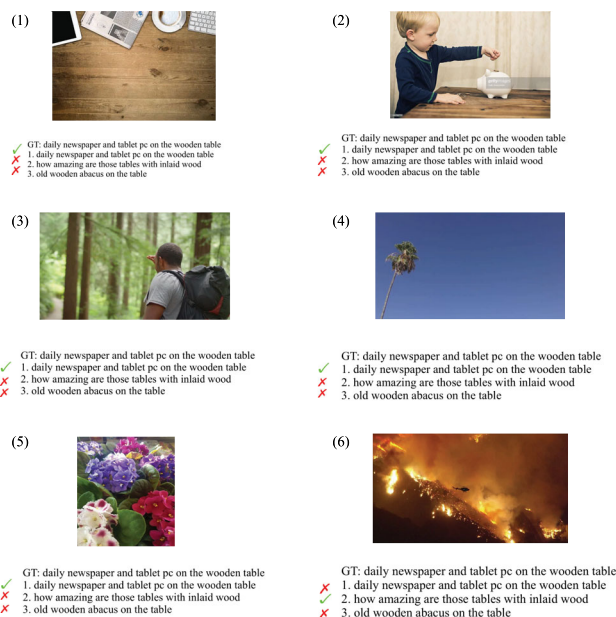 (1)
GT: daily newspaper and tablet pc on the wooden table
1. daily newspaper and tablet pc on the wooden table
2. how amazing are those tables with inlaid wood
3. old wooden abacus on the table
(2)
GT: daily newspaper and tablet pc on the wooden table
1. daily newspaper and tablet pc on the wooden table
2. how amazing are those tables with inlaid wood
3. old wooden abacus on the table
(3)
GT: daily newspaper and tablet pc on the wooden table
1. daily newspaper and tablet pc on the wooden table
2. how amazing are those tables with inlaid wood
3. old wooden abacus on the table
(4)
GT: daily newspaper and tablet pc on the wooden table
1. daily newspaper and tablet pc on the wooden table
2. how amazing are those tables with inlaid wood
3. old wooden abacus on the table
(5)
GT: daily newspaper and tablet pc on the wooden table
1. daily newspaper and tablet pc on the wooden table
2. how amazing are those tables with inlaid wood
3. old wooden abacus on the table
(6)
GT: daily newspaper and tablet pc on the wooden table
1. daily newspaper and tablet pc on the wooden table
2. how amazing are those tables with inlaid wood
3. old wooden abacus on the table